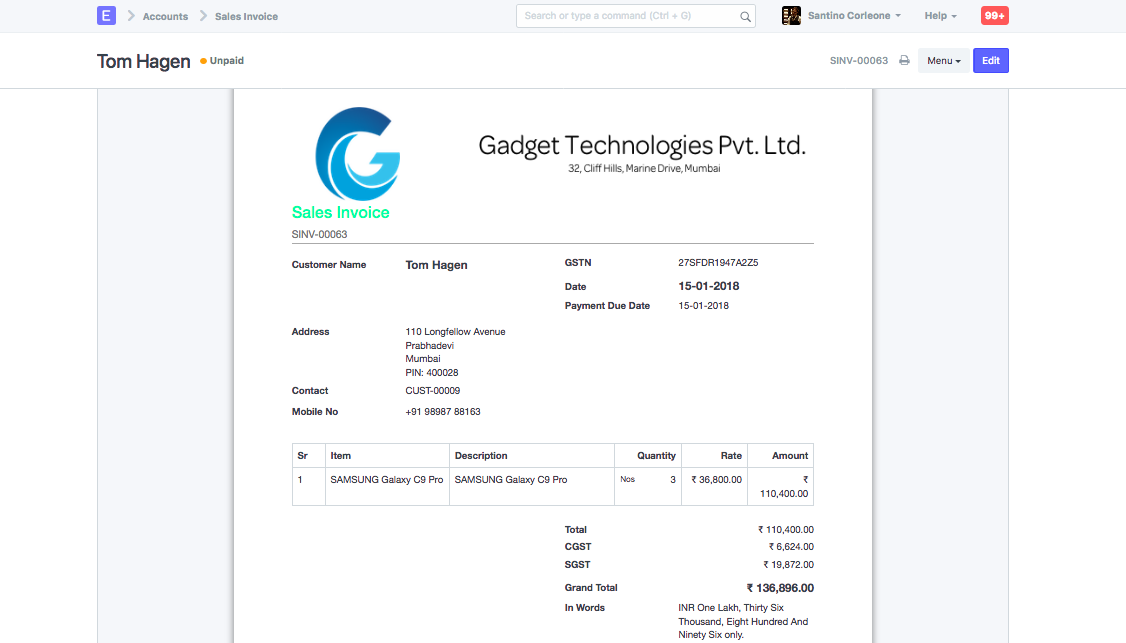 E Accounts Sales Invoice Search or type a command (Ctrl + G) Santino Corleone Help 99+
Tom Hagen Unpaid SINV-00063 Menu Edit
Gadget Technologies Pvt. Ltd.
32, Cliff Hills, Marine Drive, Mumbai
Sales Invoice
SINV-00063
Customer Name Tom Hagen GSTN 27SFDR1947A2Z5
Date 15-01-2018
Payment Due Date 15-01-2018
Address 110 Longfellow Avenue
Prabhadevi
Mumbai
PIN: 400028
Contact CUST-00009
Mobile No +91 98987 88163
Sr Item Description Quantity Rate Amount
1 SAMSUNG Galaxy C9 Pro SAMSUNG Galaxy C9 Pro Nos 3 ₹ 36,800.00 ₹
110,400.00
Total ₹ 110,400.00
CGST ₹ 6,624.00
SGST ₹ 19,872.00
Grand Total ₹ 136,896.00
In Words INR One Lakh, Thirty Six
Thousand, Eight Hundred And
Ninety Six only.